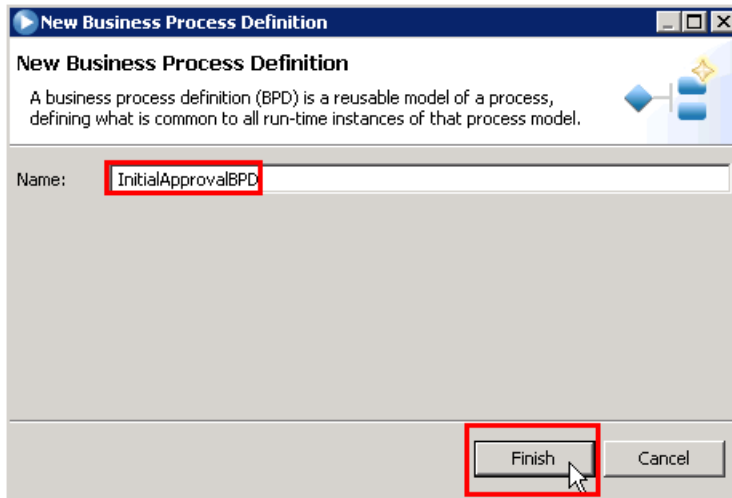 New Business Process Definition
New Business Process Definition
A business process definition (BPD) is a reusable model of a process,
defining what is common to all run-time instances of that process model.
Name: InitialApprovalBPD
Finish Cancel